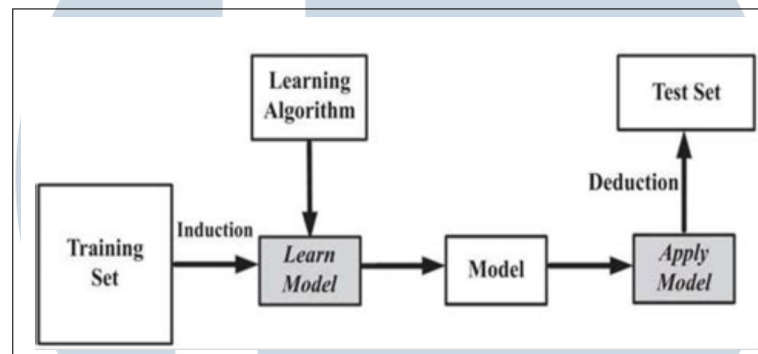 Learning
Algorithm
Test Set
Deduction
Training
Set
Induction
Learn
Model
Model
Apply
Model